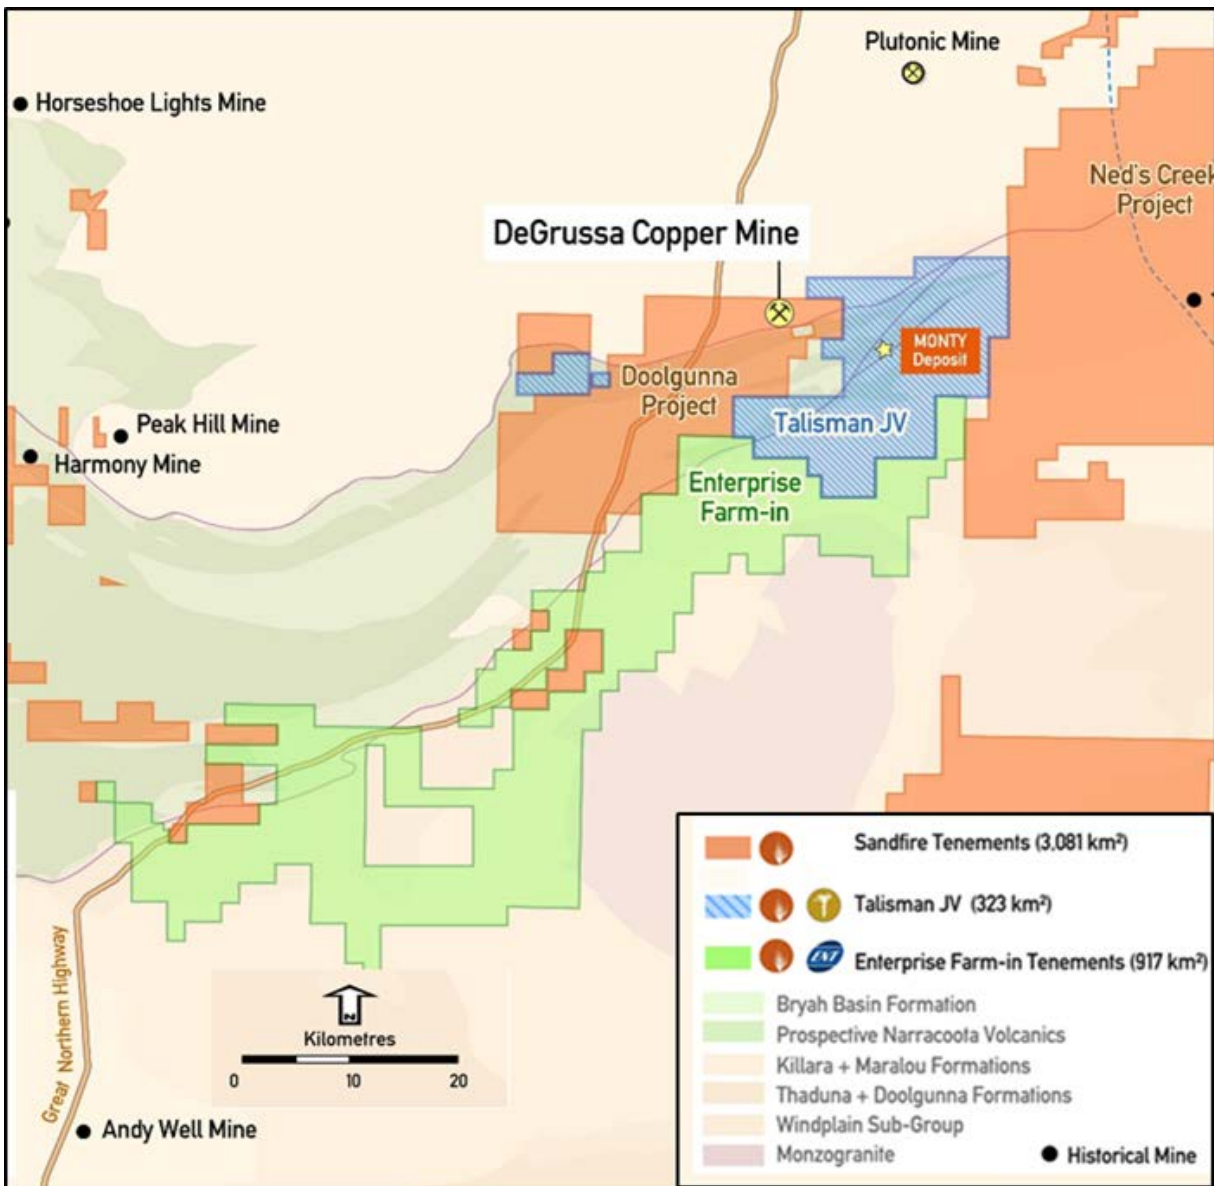 Plutonic Mine
Horseshoe Lights Mine
Ned's Creek
Project
DeGrussa Copper Mine
MONTY
Deposit
Doolgunna
Project
Talisman JV
Peak Hill Mine
Harmony Mine
Enterprise
Farm-in
Great Northern Highway
N
Kilometres
0 10 20
Andy Well Mine
Sandfire Tenements (3,081 km²)
Talisman JV (323 km²)
ENT
Enterprise Farm-in Tenements (917 km²)
Bryah Basin Formation
Prospective Narracoota Volcanics
Killara + Maralou Formations
Thaduna + Doolgunna Formations
Windplain Sub-Group
Monzogranite
Historical Mine